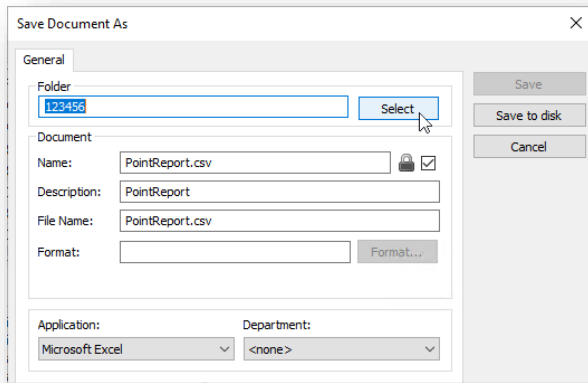 Save Document As
General
Folder
123456
Select
Save
Save to disk
Cancel
Document
Name: PointReport.csv
Description: PointReport
File Name: PointReport.csv
Format: Format...
Application: Department:
Microsoft Excel <none>